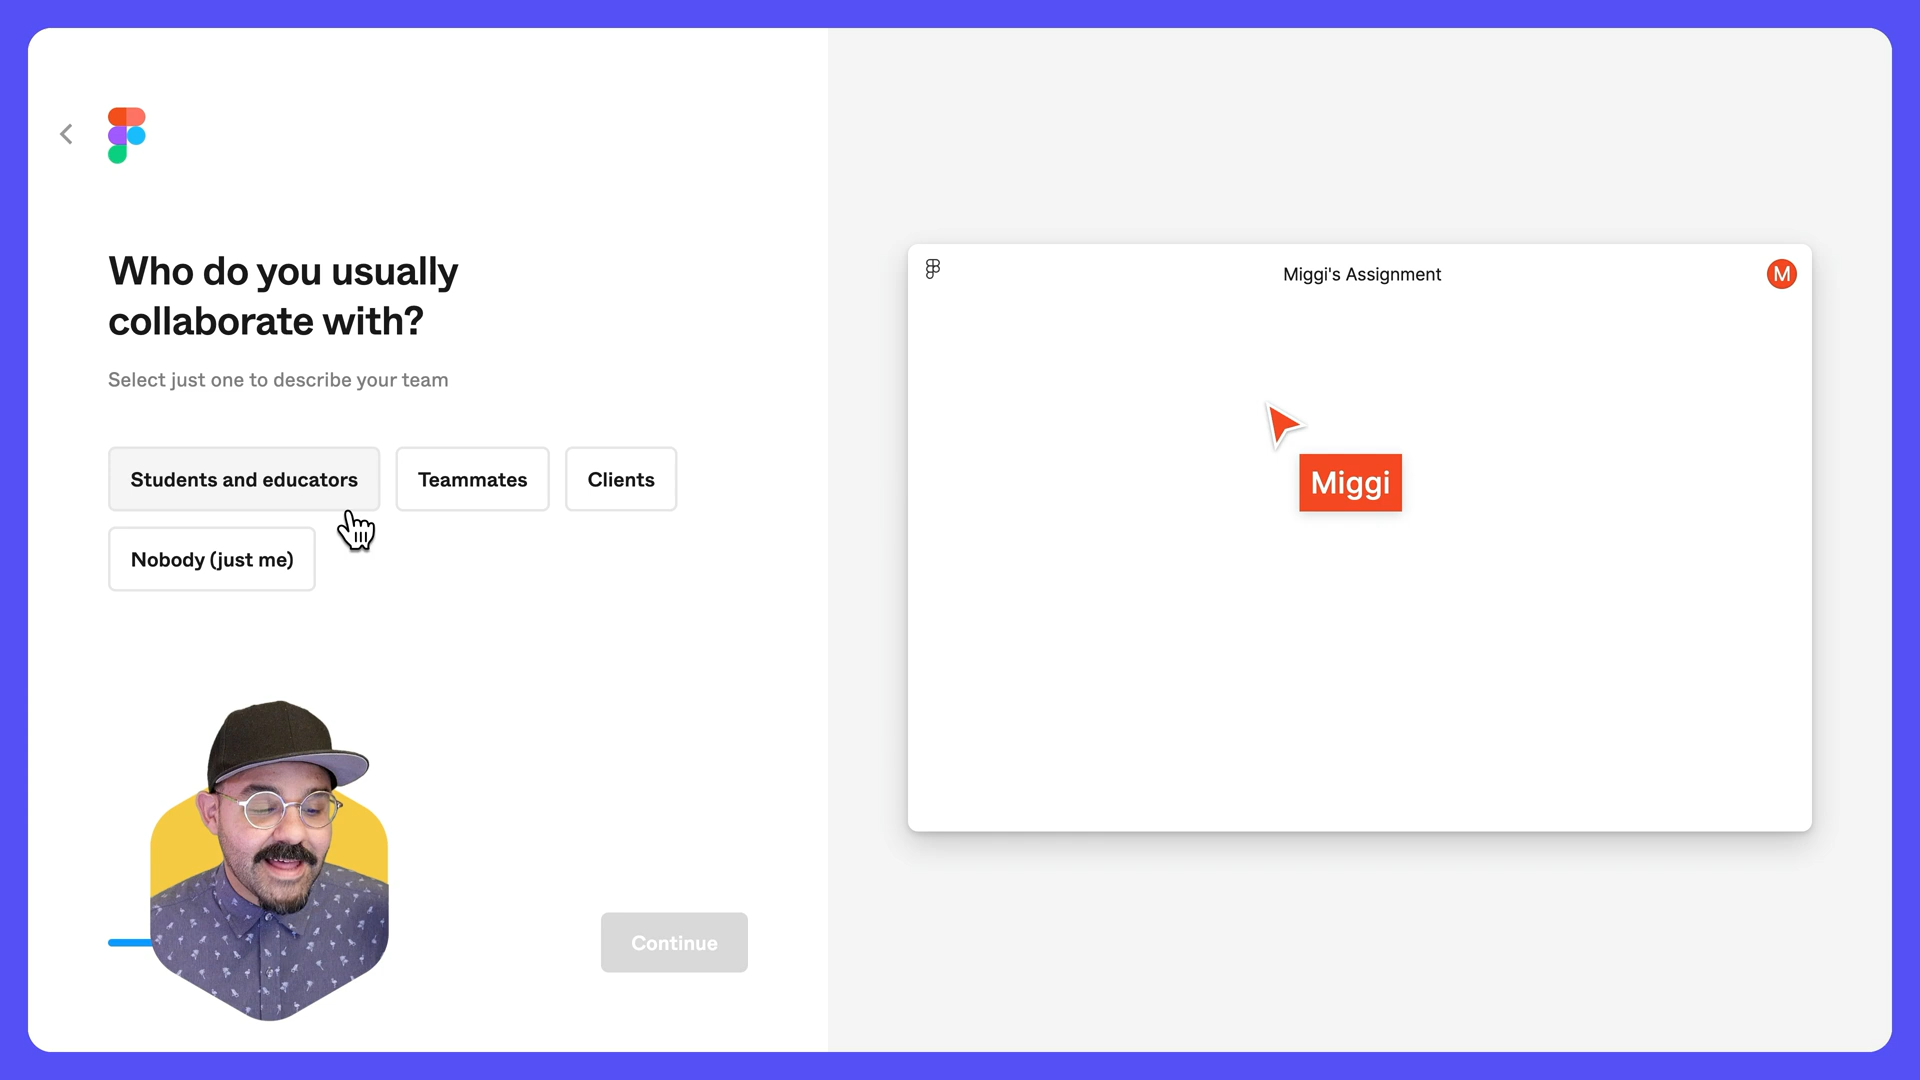 Who do you usually
collaborate with?
Select just one to describe your team
Students and educators
Teammates
Clients
Nobody (just me)
Continue
Miggi's Assignment
M
Miggi